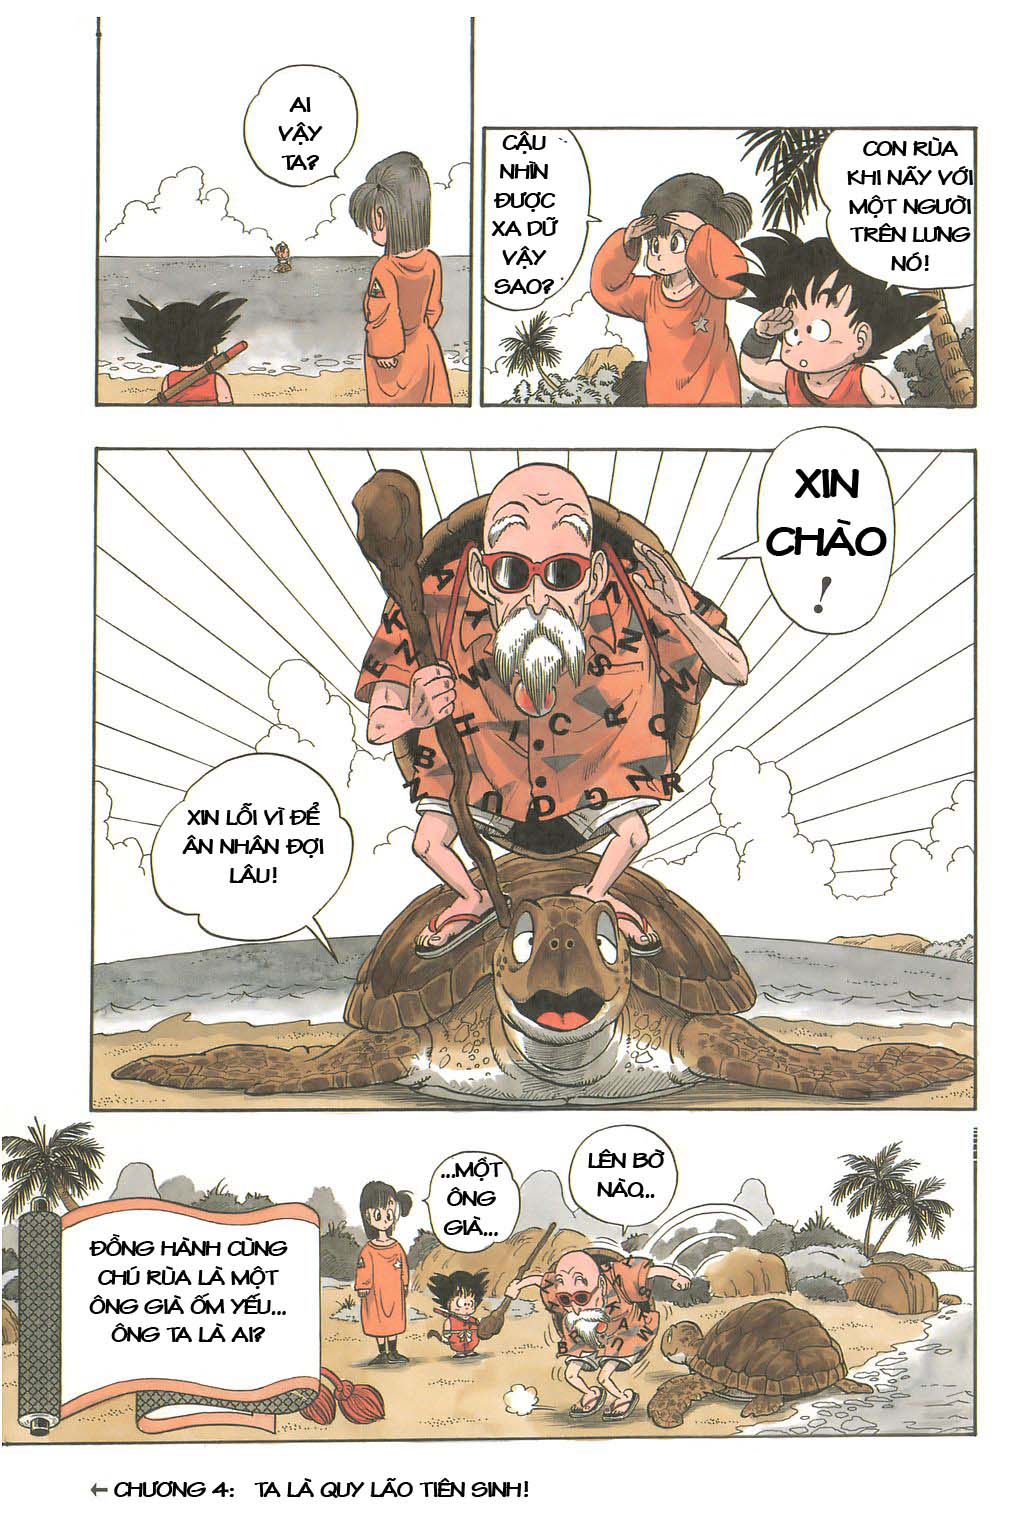 AI
VẬY
TA?
CẬU
NHÌN
ĐƯỢC
XA DỮ
VẬY
SAO?
CON RÙA
KHI NÃY VỚI
MỘT NGƯỜI
TRÊN LƯNG
NÓ!
XIN
CHÀO
!
XIN LỖI VÌ ĐỂ
ÂN NHÂN ĐỢI
LÂU!
...MỘT
ÔNG
GIÀ...
LÊN BỜ
NÀO...
ĐỒNG HÀNH CÙNG
CHÚ RÙA LÀ MỘT
ÔNG GIÀ ỐM YẾU...
ÔNG TA LÀ AI?
← CHƯƠNG 4: TA LÀ QUY LÃO TIÊN SINH!